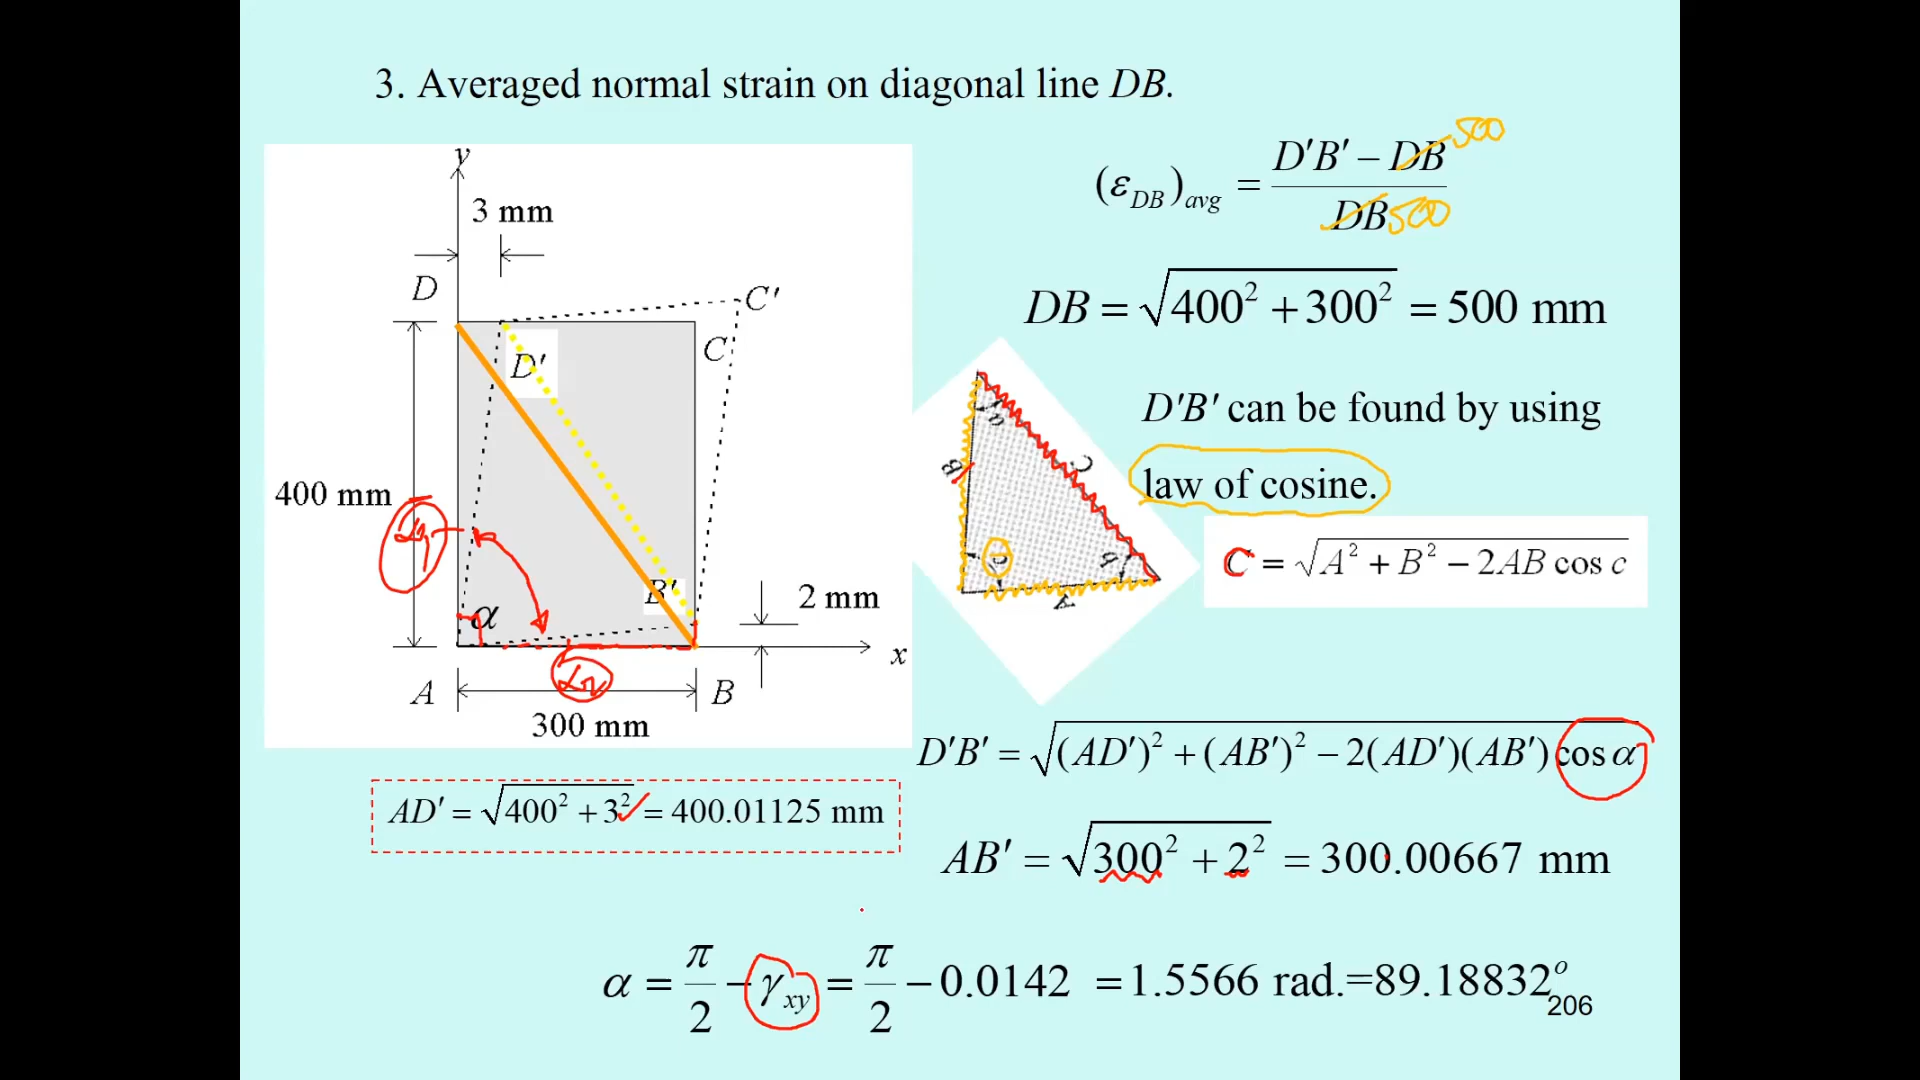 3. Averaged normal strain on diagonal line DB.
(ε_DB)_avg = (D′B′ − DB) / DB
500
500
DB = √(400² + 300²) = 500 mm
D′B′ can be found by using
law of cosine.
C = √(A² + B² − 2AB cos c)
y
3 mm
D
C′
D′
C
400 mm
B′
2 mm
α
x
A
B
300 mm
B
C
A
D′B′ = √((AD′)² + (AB′)² − 2(AD′)(AB′) cos α)
AD′ = √(400² + 3²) = 400.01125 mm
AB′ = √(300² + 2²) = 300.00667 mm
α = π/2 − γ_xy = π/2 − 0.0142 = 1.5566 rad.=89.18832°
206